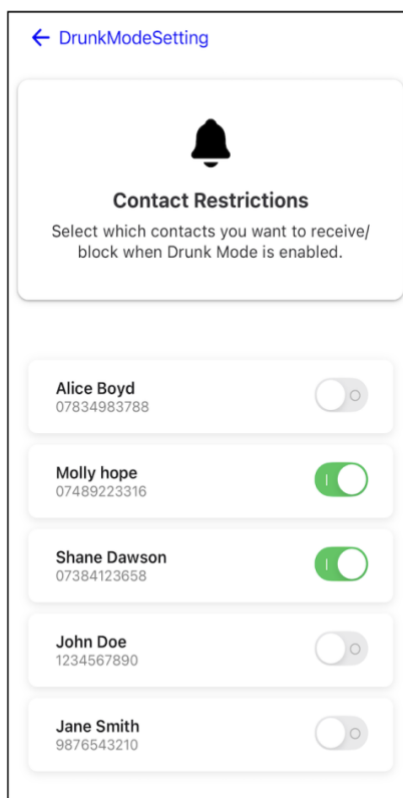 DrunkModeSetting
Contact Restrictions
Select which contacts you want to receive/
block when Drunk Mode is enabled.
Alice Boyd
07834983788
Molly hope
07489223316
Shane Dawson
07384123658
John Doe
1234567890
Jane Smith
9876543210